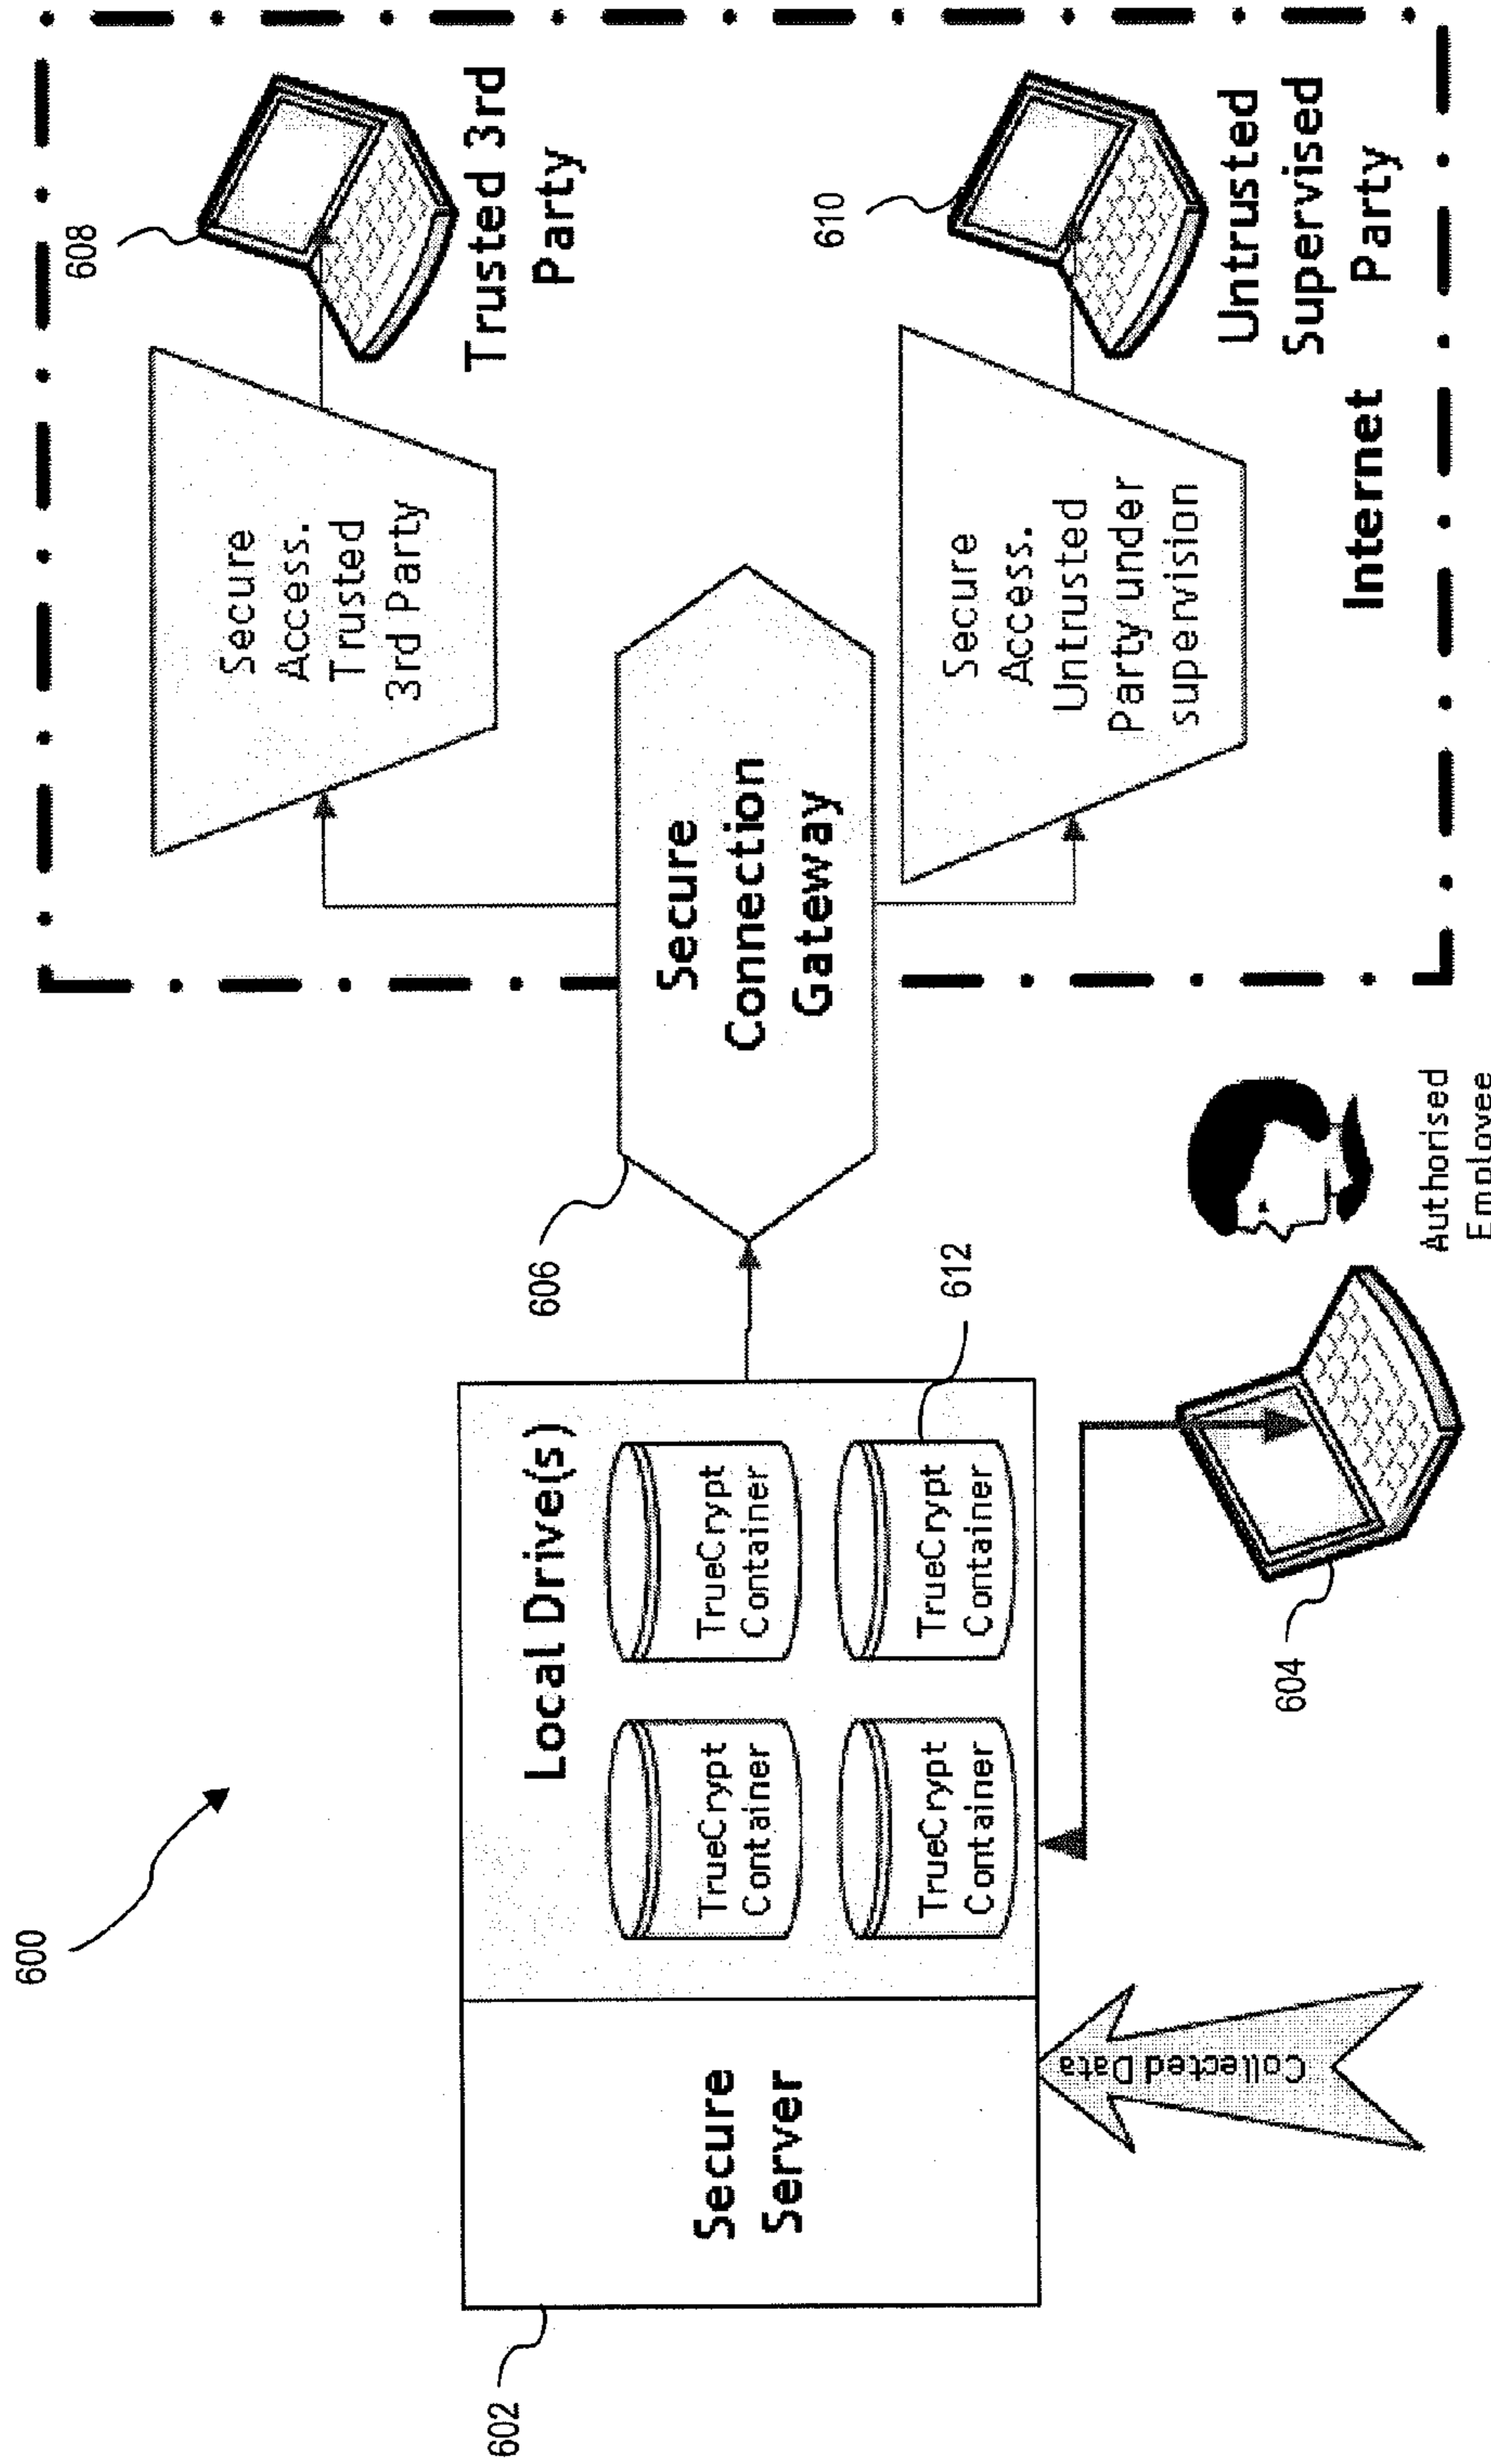 600
602
Secure
Server
Local Drive(s)
TrueCrypt
Container
TrueCrypt
Container
TrueCrypt
Container
TrueCrypt
Container
612
Collected Data
604
Authorised
Employee
606
Secure
Connection
Gateway
Secure
Access.
Trusted
3rd Party
608
Trusted 3rd
Party
Secure
Access.
Untrusted
Party under
supervision
610
Untrusted
Supervised
Party
Internet